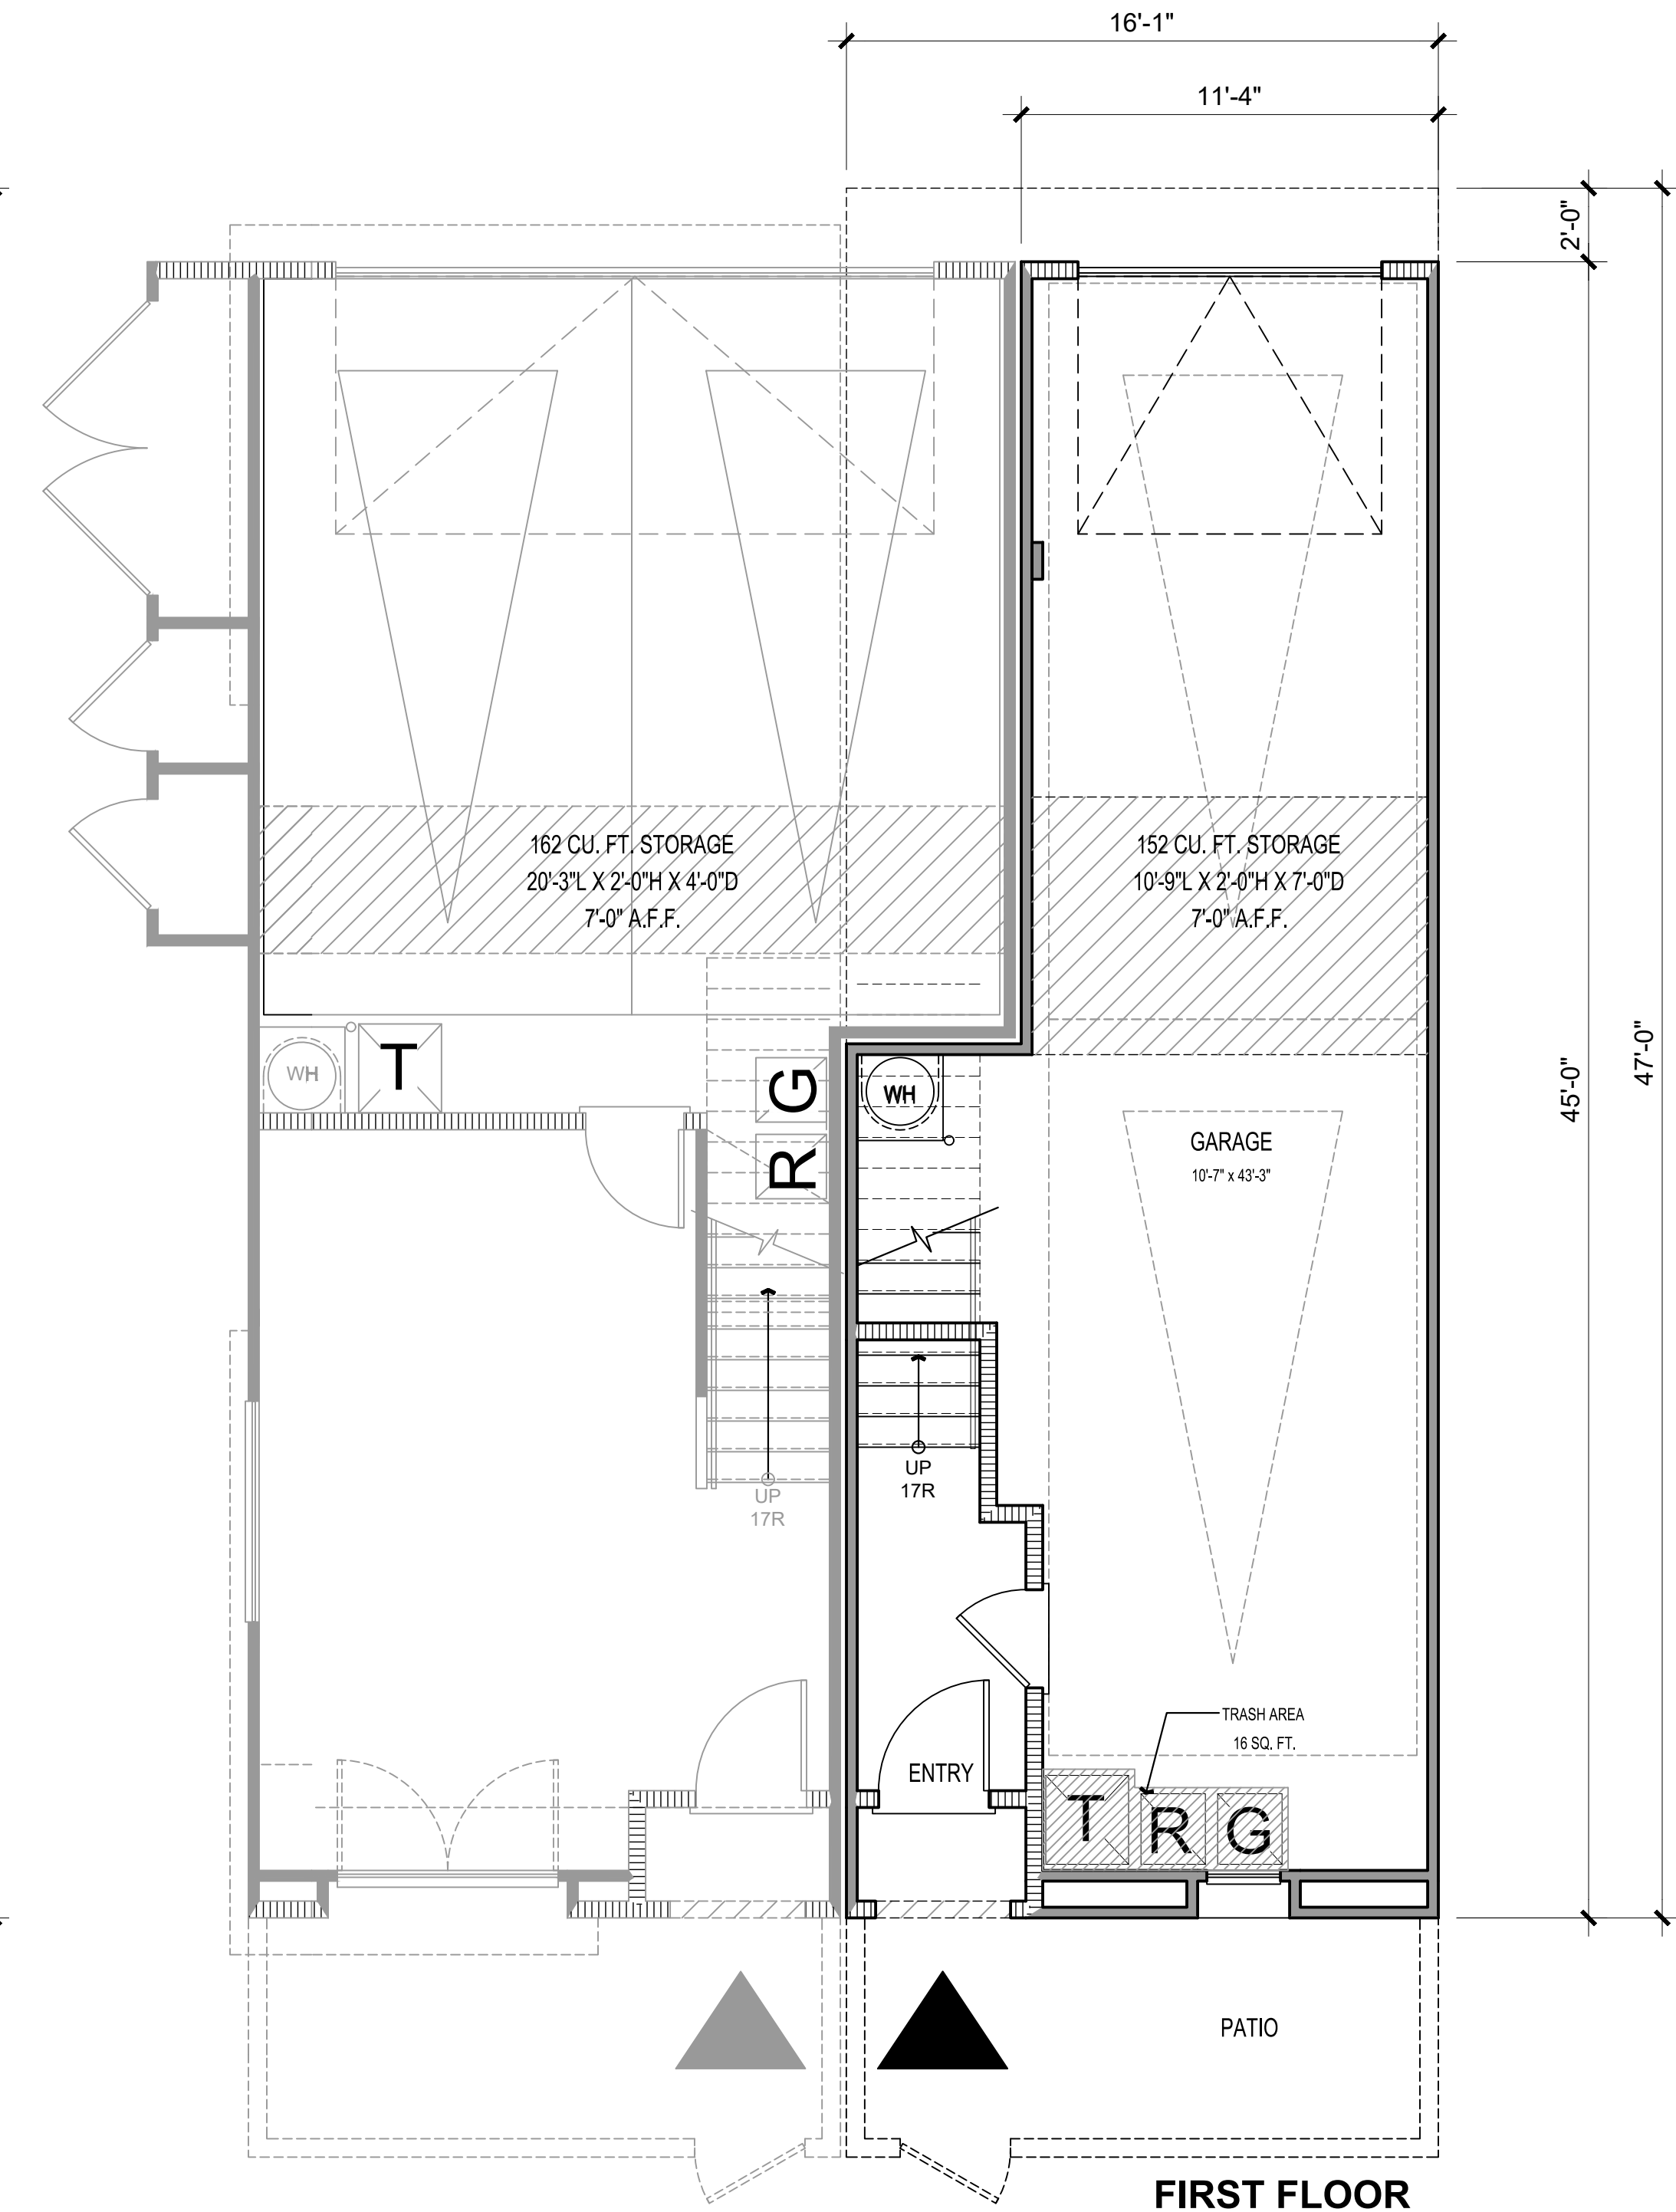 16'-1"
11'-4"
2'-0"
162 CU. FT. STORAGE
20'-3"L X 2'-0"H X 4'-0"D
7'-0" A.F.F.
152 CU. FT. STORAGE
10'-9"L X 2'-0"H X 7'-0"D
7'-0" A.F.F.
45'-0"
47'-0"
WH
T
G
R
WH
GARAGE
10'-7" x 43'-3"
UP
17R
UP
17R
TRASH AREA
16 SQ. FT.
ENTRY
T
R
G
PATIO
FIRST FLOOR